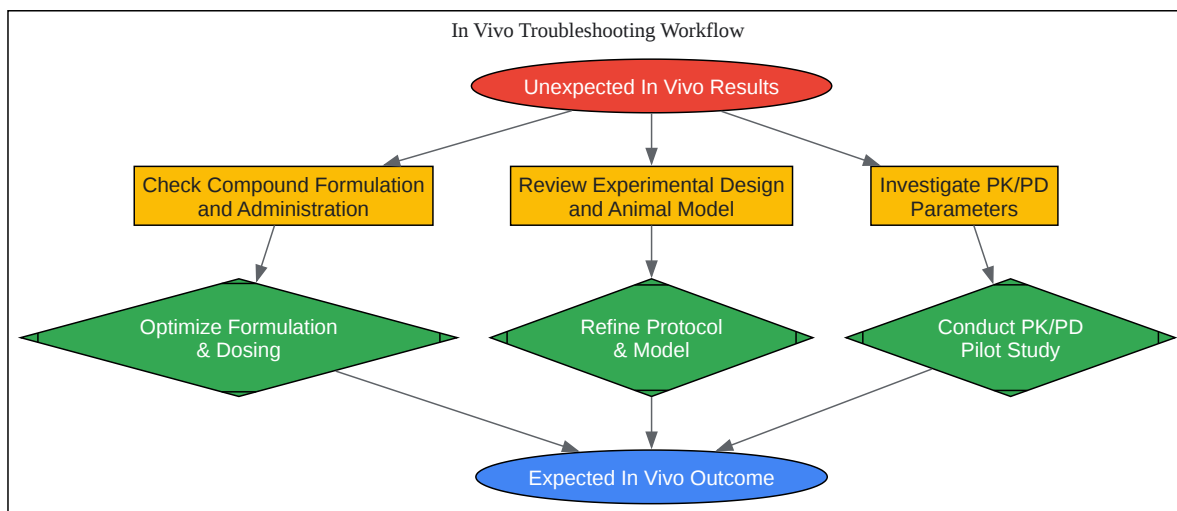 In Vivo Troubleshooting Workflow
Unexpected In Vivo Results
Check Compound Formulation
and Administration
Review Experimental Design
and Animal Model
Investigate PK/PD
Parameters
Optimize Formulation
& Dosing
Refine Protocol
& Model
Conduct PK/PD
Pilot Study
Expected In Vivo Outcome